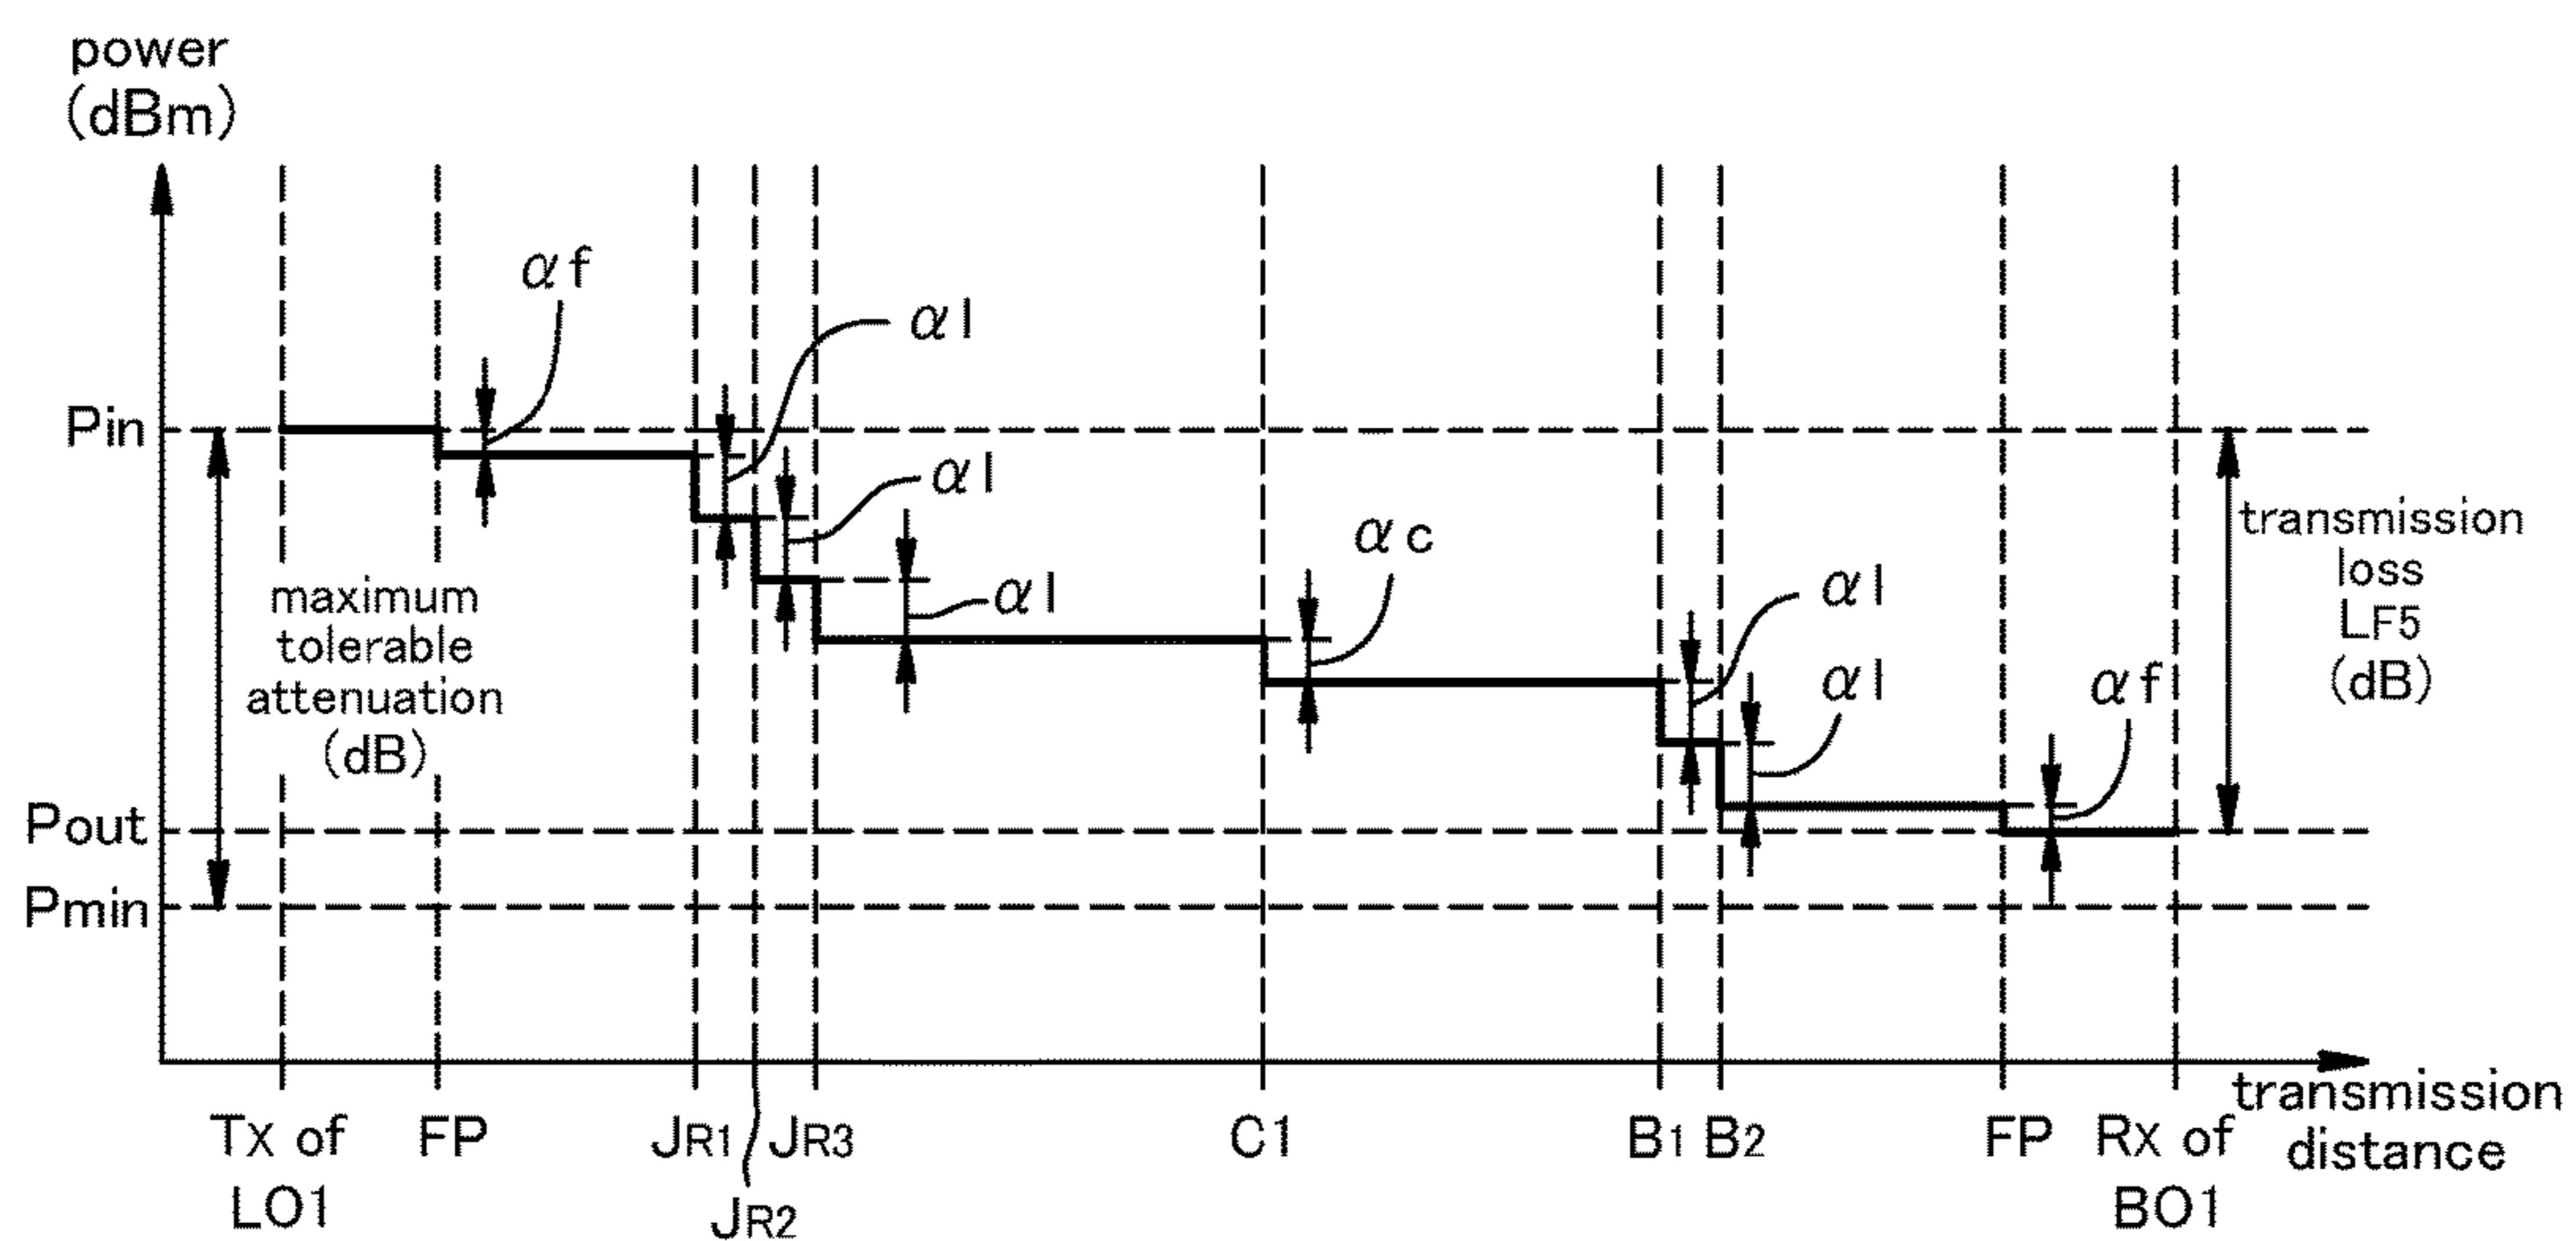 power
(dBm)
αf
αl
Pin
αl
transmission
loss
LF5
(dB)
αc
αl
αl
maximum
tolerable
attenuation
(dB)
αl
αf
Pout
Pmin
transmission
distance
Tx of
LO1
FP
JR1
JR2
JR3
C1
B1
B2
FP
Rx of
BO1